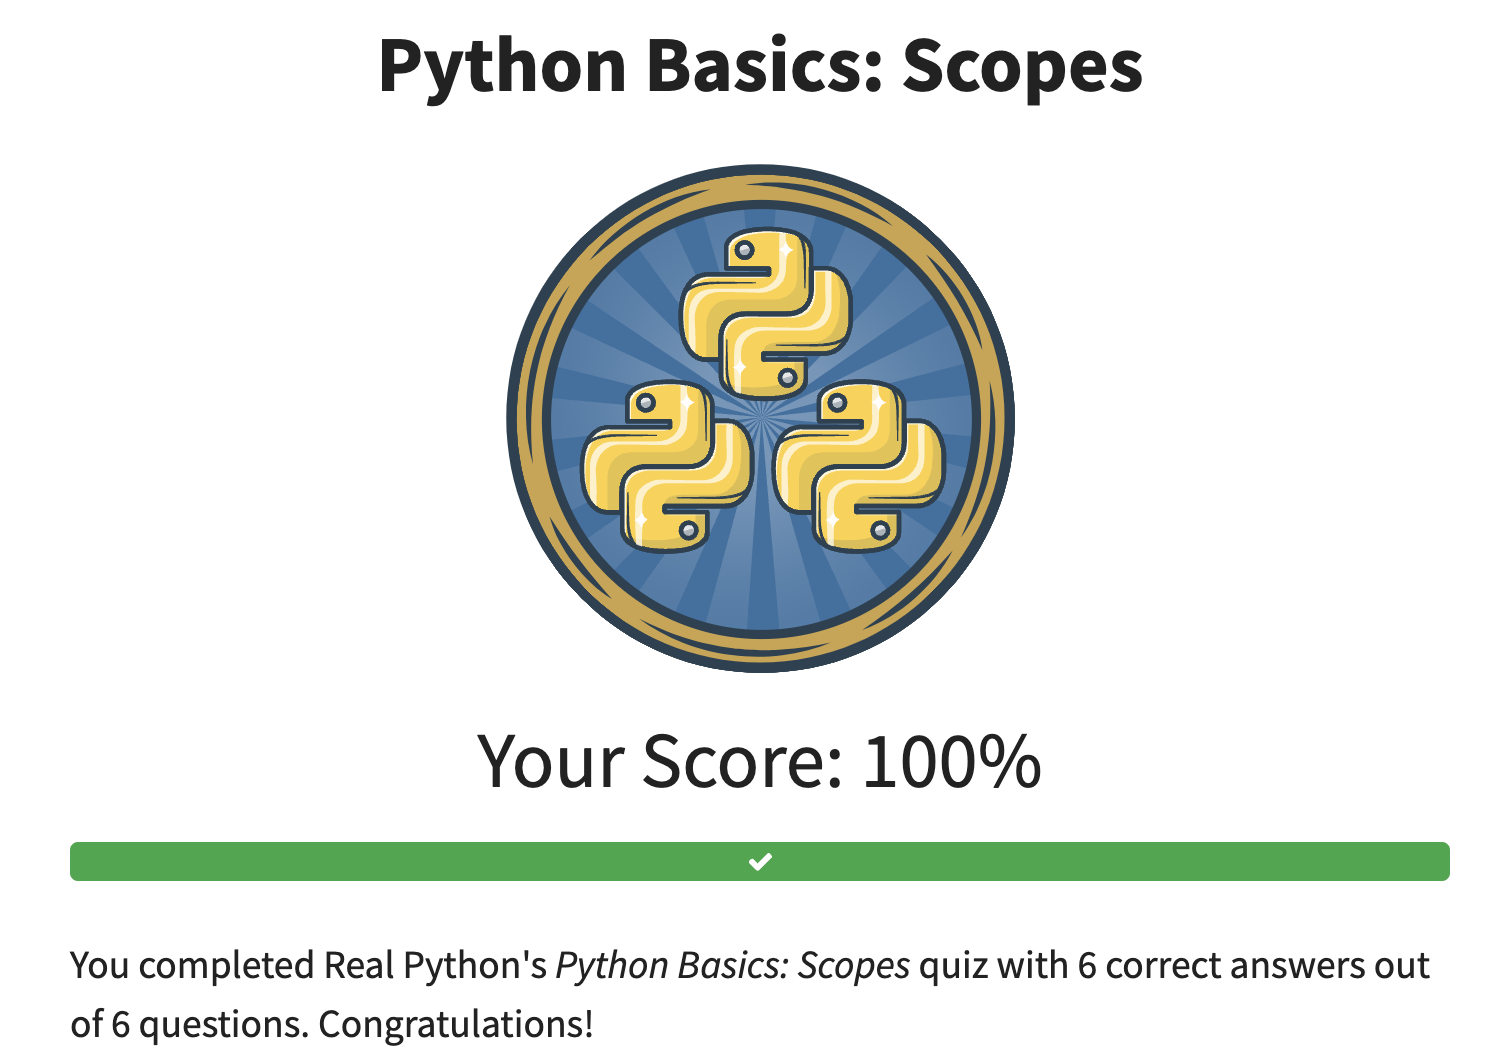 Python Basics: Scopes
Your Score: 100%
You completed Real Python's Python Basics: Scopes quiz with 6 correct answers out
of 6 questions. Congratulations!